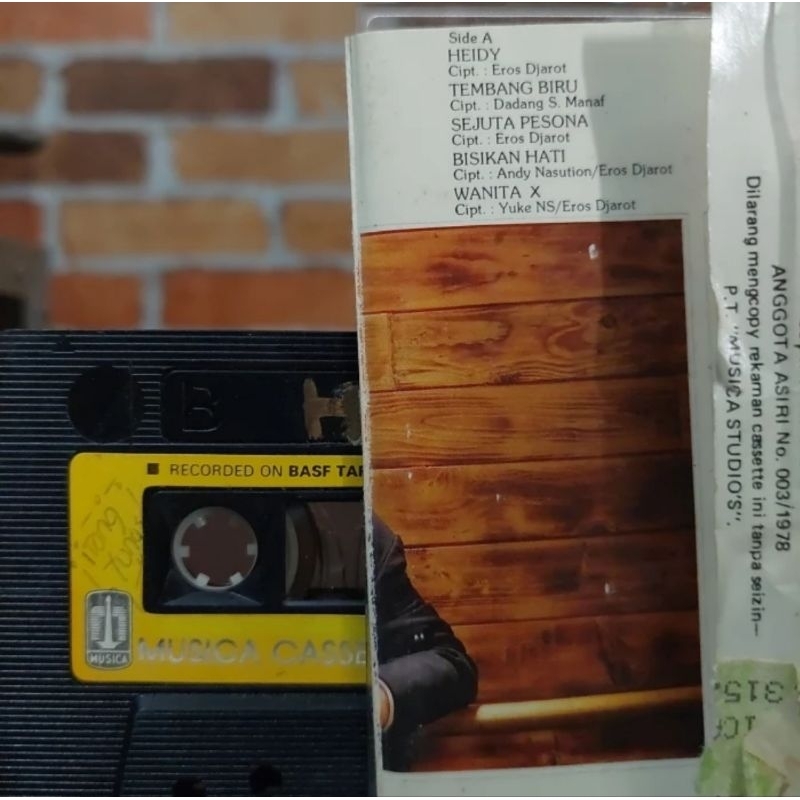 Side A
HEIDY
Cipt. : Eros Djarot
TEMBANG BIRU
Cipt. : Dadang S. Manaf
SEJUTA PESONA
Cipt. : Eros Djarot
BISIKAN HATI
Cipt. : Andy Nasution/Eros Djarot
WANITA X
Cipt. : Yuke NS/Eros Djarot
ANGGOTA ASIRI No. 003/1978
Dilarang mengcopy rekaman cassette ini tanpa seizin—
P.T. "MUSICA STUDIO'S".
315
B
RECORDED ON BASF TAP
MUSICA CASSE
MUSICA